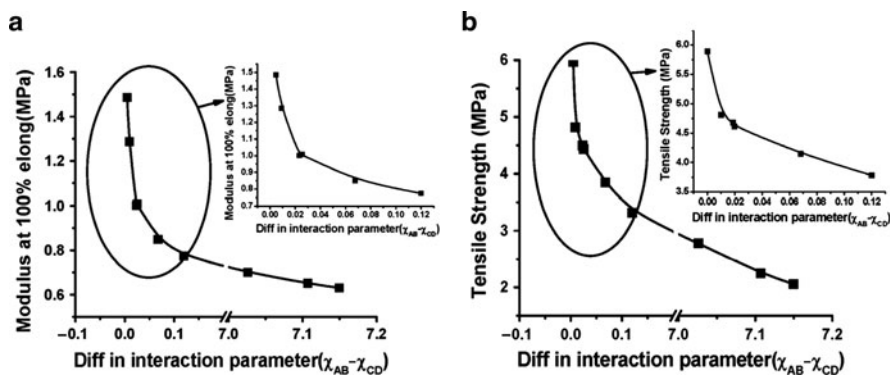 a
Modulus at 100% elong(MPa)
1.6
1.4
1.2
1.0
0.8
0.6
−0.1 0.0 0.1 7.0 7.1 7.2
Diff in interaction parameter(χAB–χCD)
Modulus at 100% elong(MPa)
1.5
1.4
1.3
1.2
1.1
1.0
0.9
0.8
0.7
0.00 0.02 0.04 0.06 0.08 0.10 0.12
Diff in interaction parameter(χAB-χCD)
b
Tensile Strength (MPa)
6
5
4
3
2
−0.1 0.0 0.1 7.0 7.1 7.2
Diff in interaction parameter(χAB–χCD)
Tensile Strength (MPa)
6.0
5.5
5.0
4.5
4.0
3.5
0.00 0.02 0.04 0.06 0.08 0.10 0.12
Diff in interaction parameter(χAB-χCD)